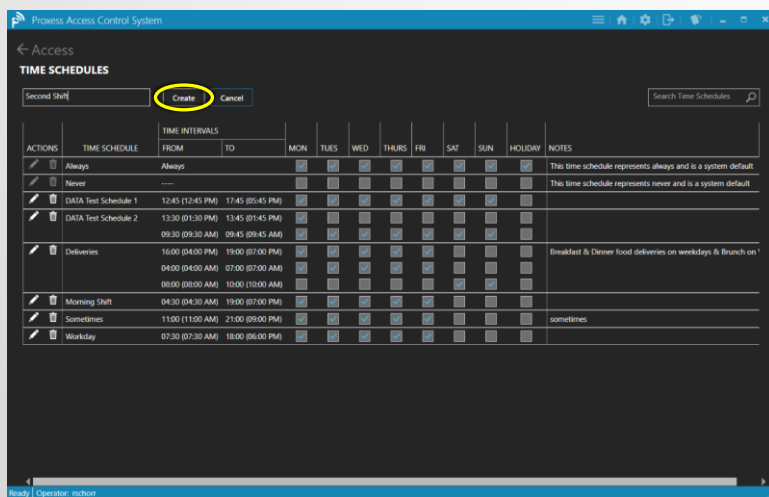 Proxess Access Control System
Access
TIME SCHEDULES
Second Shift Create Cancel Search Time Schedules
TIME INTERVALS
ACTIONS TIME SCHEDULE FROM TO MON TUES WED THURS FRI SAT SUN HOLIDAY NOTES
Always Always This time schedule represents always and is a system default
Never ---- This time schedule represents never and is a system default
DATA Test Schedule 1 12:45 (12:45 PM) 17:45 (05:45 PM)
DATA Test Schedule 2 13:30 (01:30 PM) 13:45 (01:45 PM)
09:30 (09:30 AM) 09:45 (09:45 AM)
Deliveries 16:00 (04:00 PM) 19:00 (07:00 PM) Breakfast & Dinner food deliveries on weekdays & Brunch on
04:00 (04:00 AM) 07:00 (07:00 AM)
08:00 (08:00 AM) 10:00 (10:00 AM)
Morning Shift 04:30 (04:30 AM) 19:00 (07:00 PM)
Sometimes 11:00 (11:00 AM) 21:00 (09:00 PM) sometimes
Workday 07:30 (07:30 AM) 18:00 (06:00 PM)
Ready Operator: rschorr